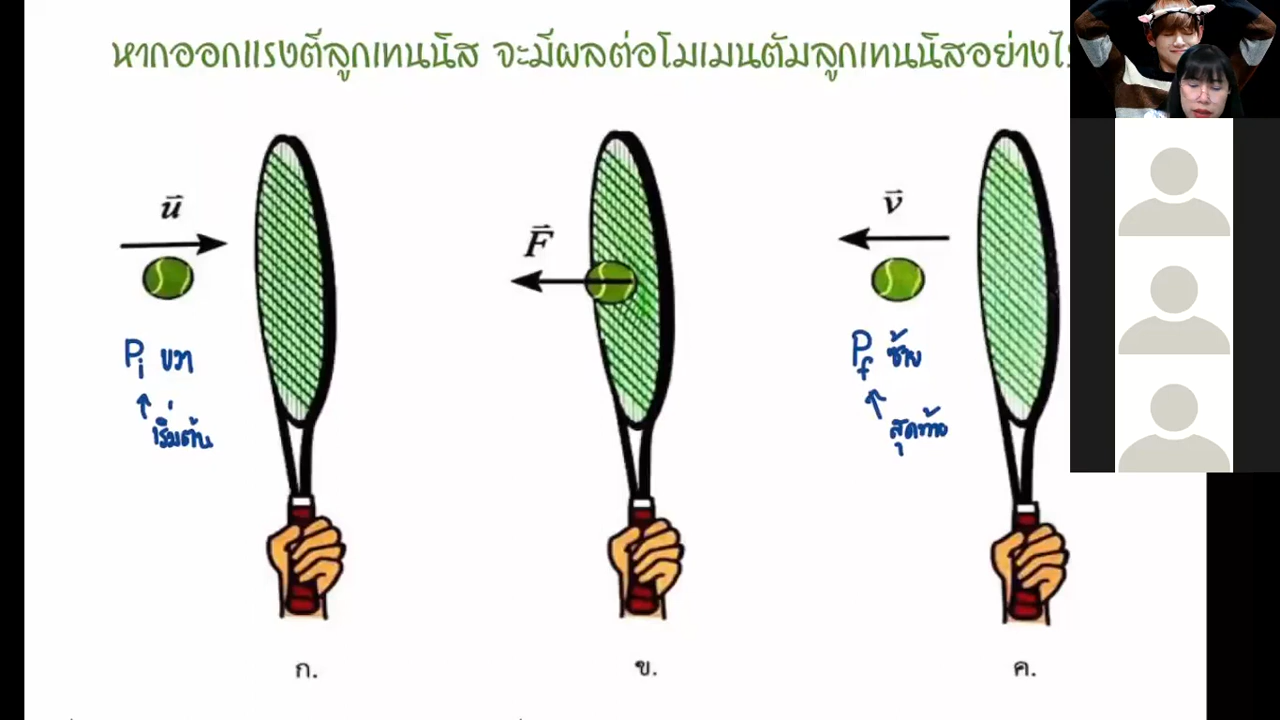 หากออกแรงตีลูกเทนนิส จะมีผลต่อโมเมนตัมลูกเทนนิสอย่างไ
u
F
v
Pi ขวา
เริ่มต้น
Pf ซ้าย
สุดท้าย
ก.
ข.
ค.